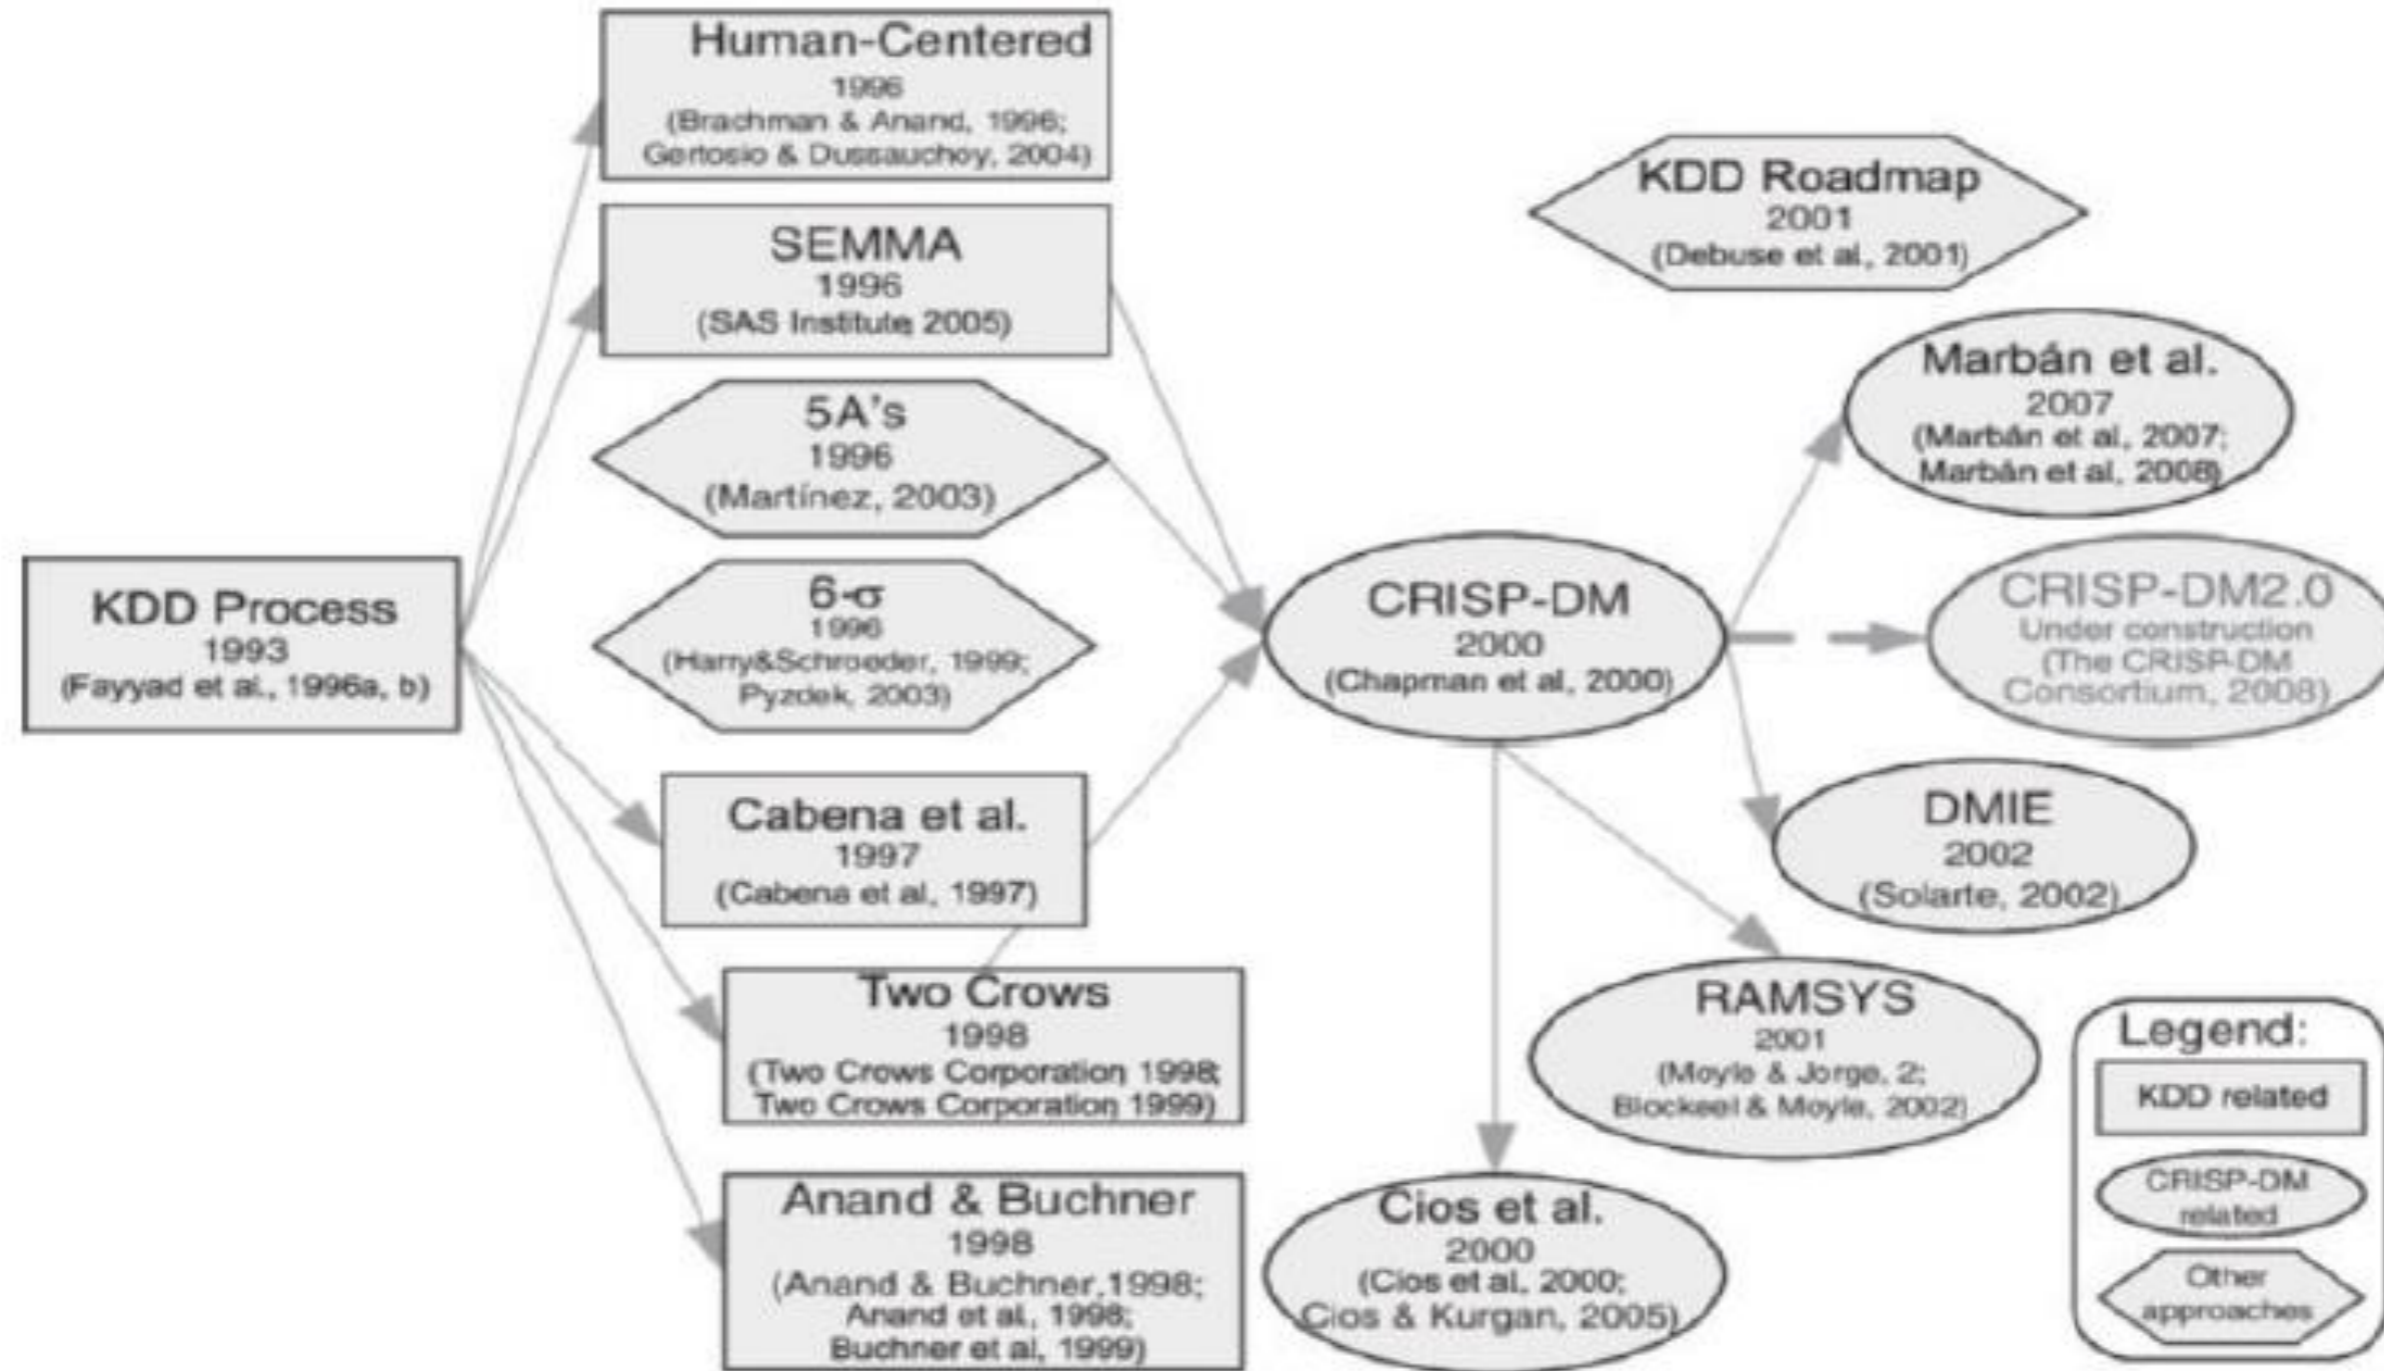 Human-Centered
1996
(Brachman & Anand, 1996;
Gertosio & Dussauchoy, 2004)
SEMMA
1996
(SAS Institute 2005)
5A's
1996
(Martínez, 2003)
6-σ
1996
(Harry&Schroeder, 1999;
Pyzdek, 2003)
KDD Process
1993
(Fayyad et al., 1996a, b)
Cabena et al.
1997
(Cabena et al, 1997)
Two Crows
1998
(Two Crows Corporation 1998;
Two Crows Corporation 1999)
Anand & Buchner
1998
(Anand & Buchner,1998;
Anand et al., 1998;
Buchner et al, 1999)
CRISP-DM
2000
(Chapman et al, 2000)
KDD Roadmap
2001
(Debuse et al, 2001)
Marbán et al.
2007
(Marbán et al, 2007;
Marbán et al, 2008)
CRISP-DM2.0
Under construction
(The CRISP-DM
Consortium, 2008)
DMIE
2002
(Solarte, 2002)
RAMSYS
2001
(Moyle & Jorge, 2;
Blockeel & Moyle, 2002)
Cios et al.
2000
(Cios et al, 2000;
Cios & Kurgan, 2005)
Legend:
KDD related
CRISP-DM
related
Other
approaches